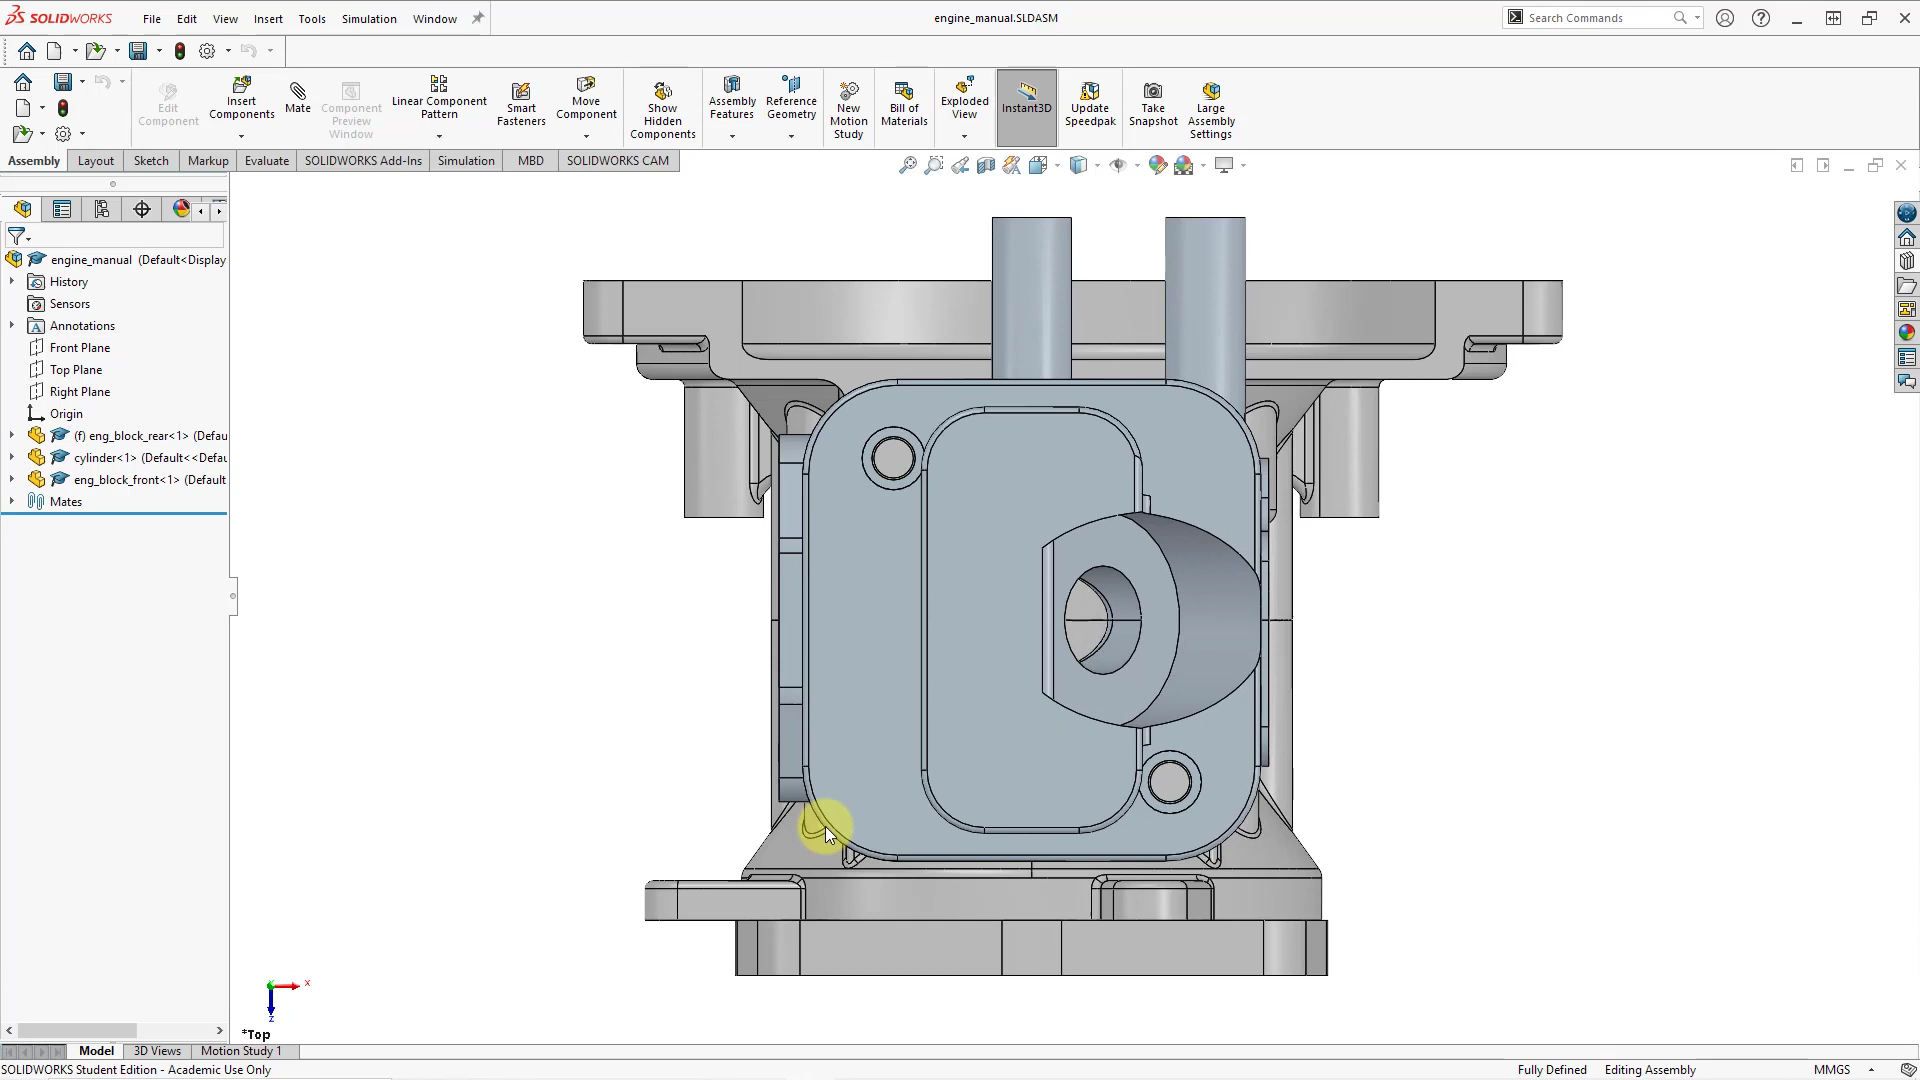 SOLIDWORKS File Edit View Insert Tools Simulation Window engine_manual.SLDASM Search Commands
Edit Component
Insert Components
Mate
Component Preview Window
Linear Component Pattern
Smart Fasteners
Move Component
Show Hidden Components
Assembly Features
Reference Geometry
New Motion Study
Bill of Materials
Exploded View
Instant3D
Update Speedpak
Take Snapshot
Large Assembly Settings
Assembly Layout Sketch Markup Evaluate SOLIDWORKS Add-Ins Simulation MBD SOLIDWORKS CAM
engine_manual (Default<Display
History
Sensors
Annotations
Front Plane
Top Plane
Right Plane
Origin
(f) eng_block_rear<1> (Defau
cylinder<1> (Default<<Defau
eng_block_front<1> (Default
Mates
x
z
*Top
Model 3D Views Motion Study 1
SOLIDWORKS Student Edition - Academic Use Only Fully Defined Editing Assembly MMGS